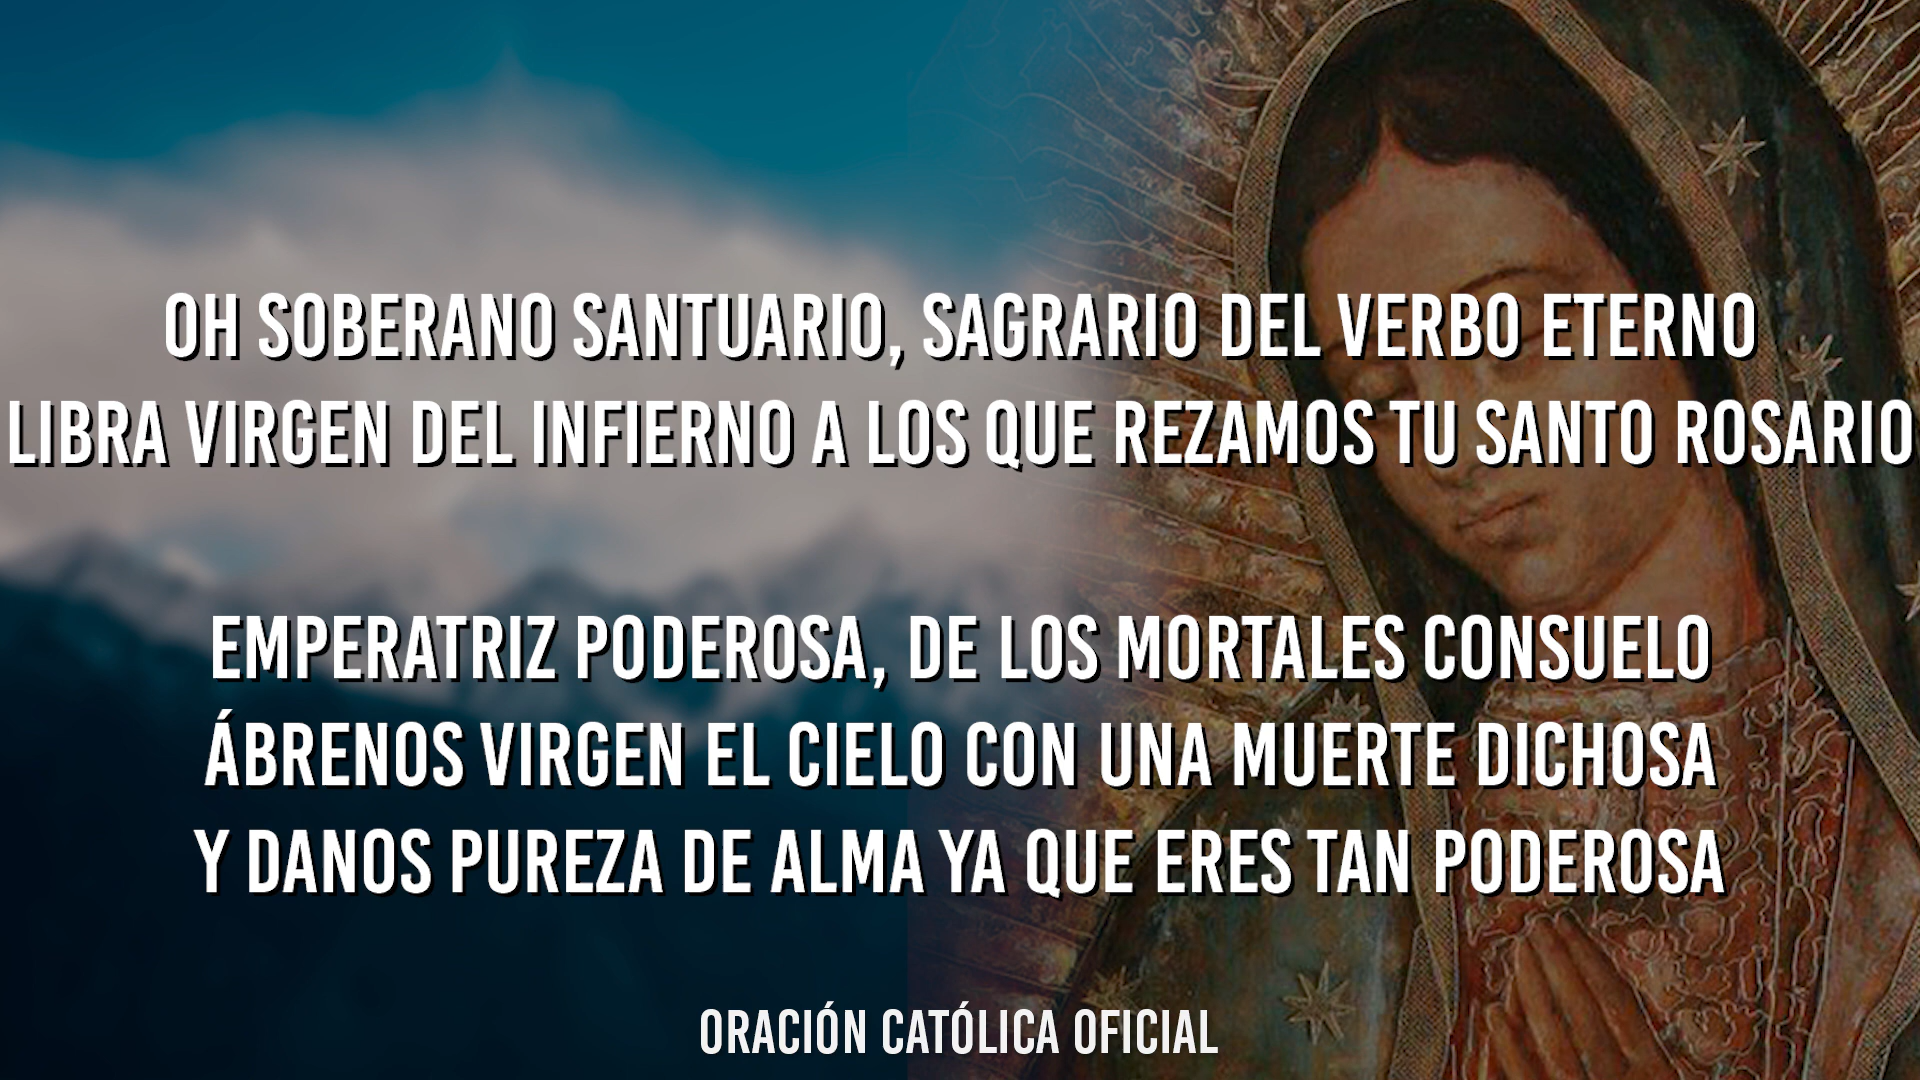 OH SOBERANO SANTUARIO, SAGRARIO DEL VERBO ETERNO
LIBRA VIRGEN DEL INFIERNO A LOS QUE REZAMOS TU SANTO ROSARIO
EMPERATRIZ PODEROSA, DE LOS MORTALES CONSUELO
ÁBRENOS VIRGEN EL CIELO CON UNA MUERTE DICHOSA
Y DANOS PUREZA DE ALMA YA QUE ERES TAN PODEROSA
ORACIÓN CATÓLICA OFICIAL